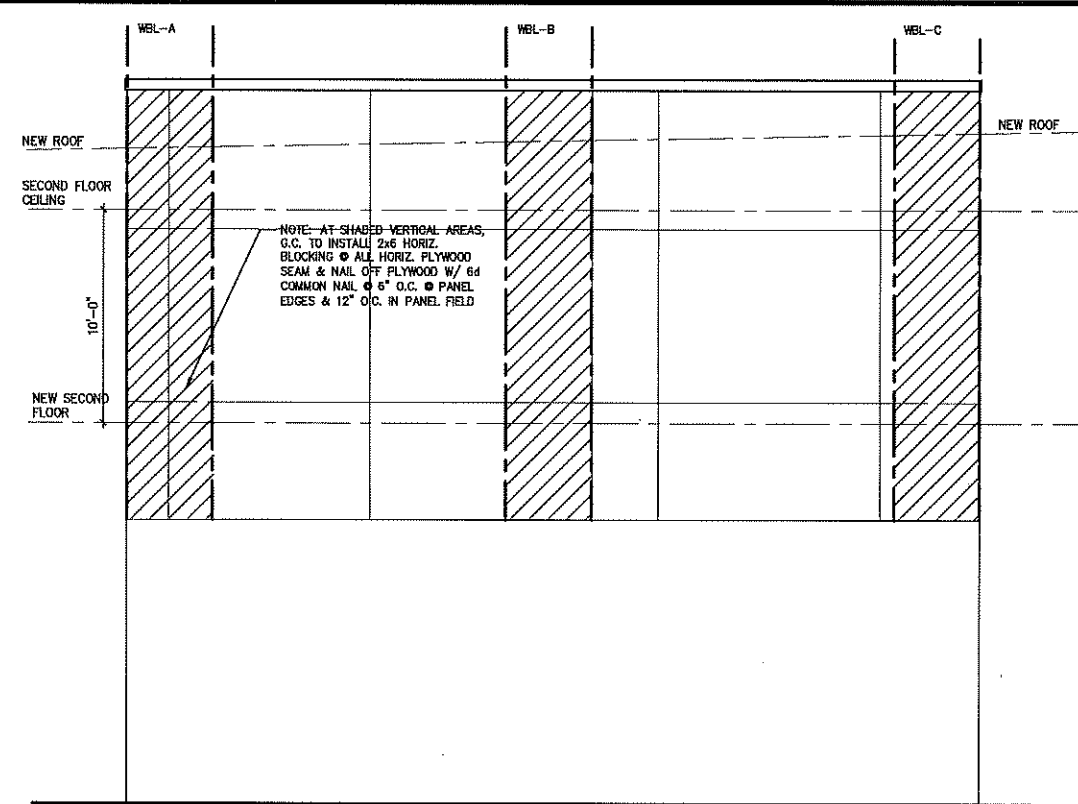 WBL-A
WBL-B
WBL-C
NEW ROOF
NEW ROOF
SECOND FLOOR
CEILING
NOTE: AT SHADED VERTICAL AREAS,
G.C. TO INSTALL 2x6 HORIZ.
BLOCKING @ ALL HORIZ. PLYWOOD
SEAM & NAIL OFF PLYWOOD W/ 6d
COMMON NAIL @ 6" O.C. @ PANEL
EDGES & 12" O.C. IN PANEL FIELD
10'-0"
NEW SECOND
FLOOR